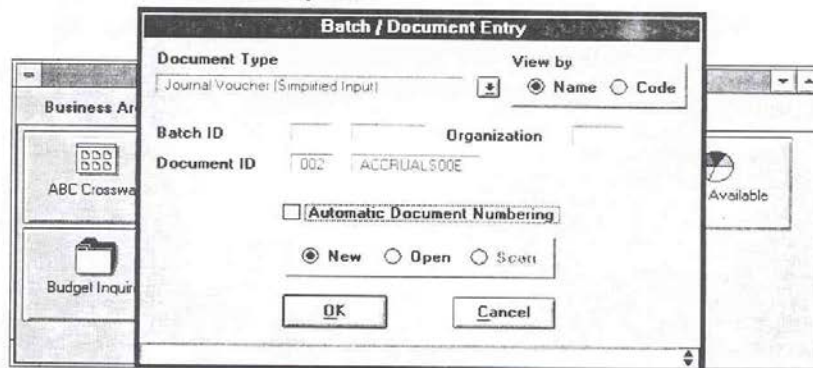 Batch / Document Entry
Document Type
View by
Journal Voucher (Simplified Input)
Name
Code
Business Ar
Batch ID
Organization
Document ID
002
ACCRUALS00E
ABC Crosswa
Available
Automatic Document Numbering
New
Open
Scan
Budget Inquir
OK
Cancel